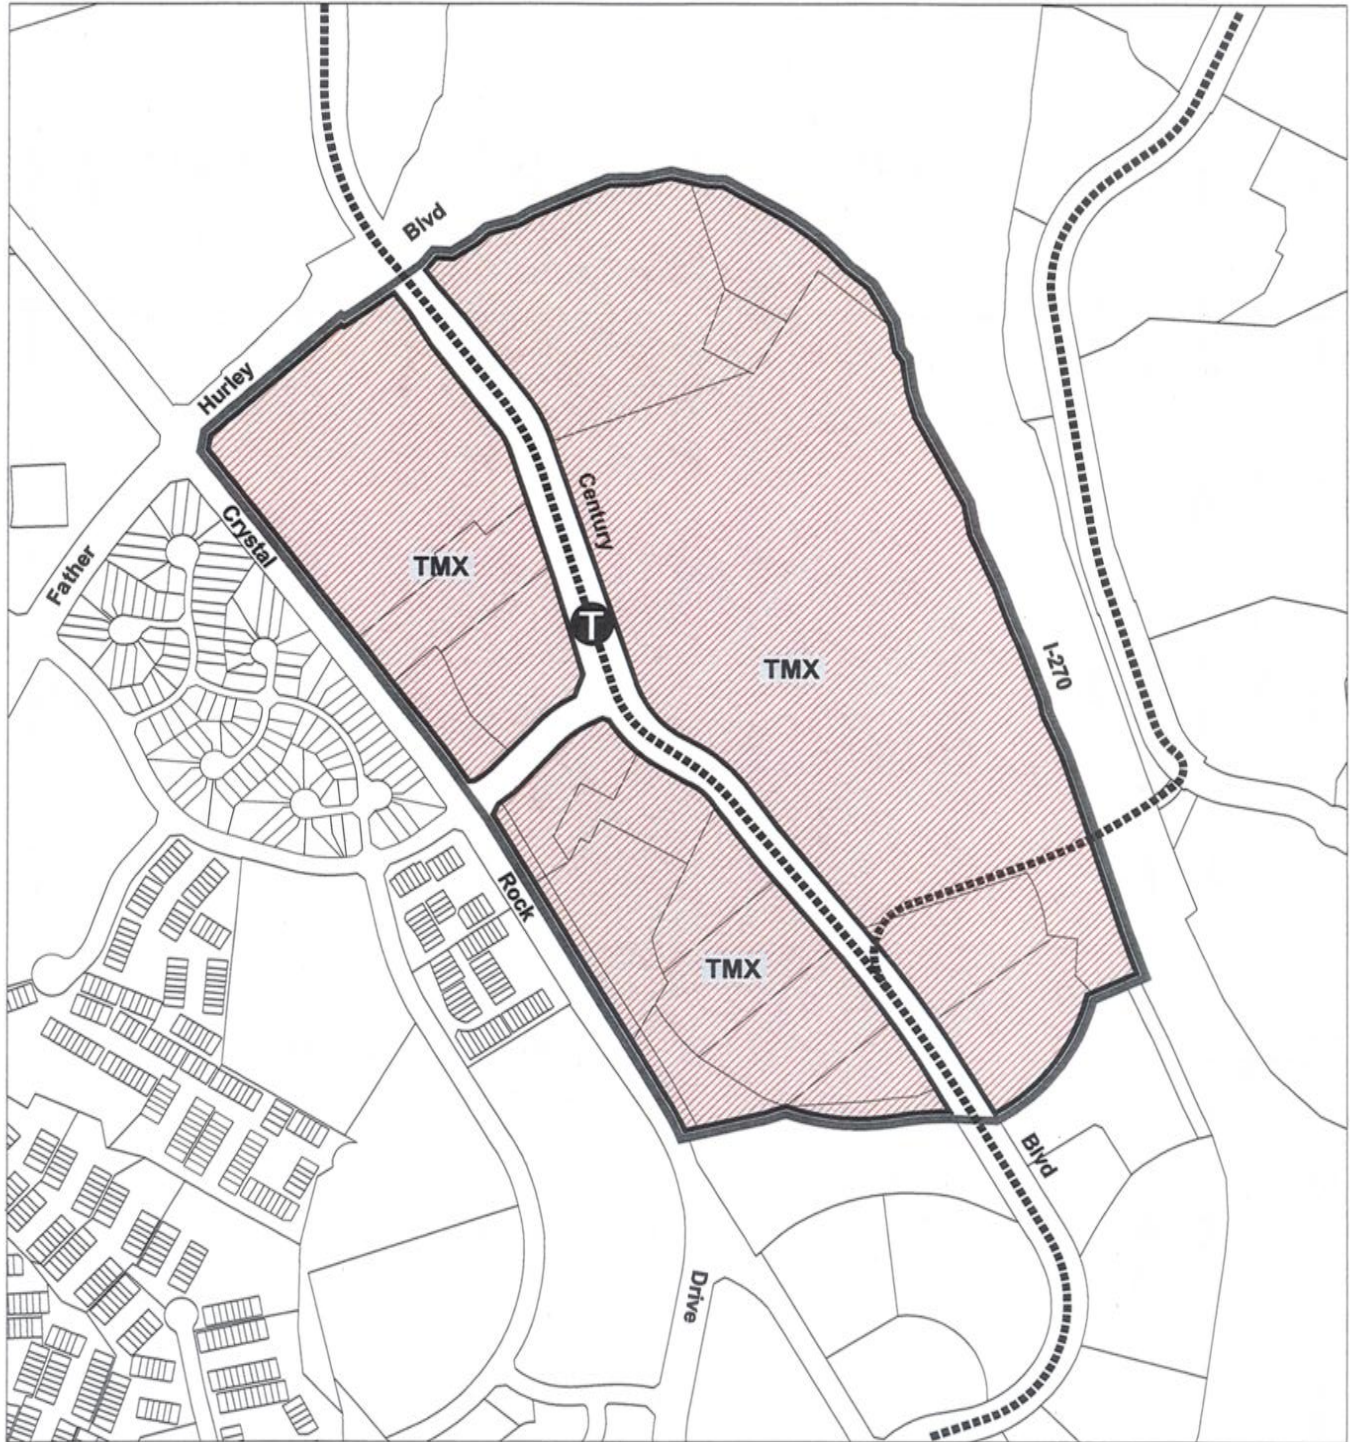 Blvd
Hurley
Century
Crystal
TMX
Father
T
I-270
TMX
Rock
TMX
Blvd
Drive